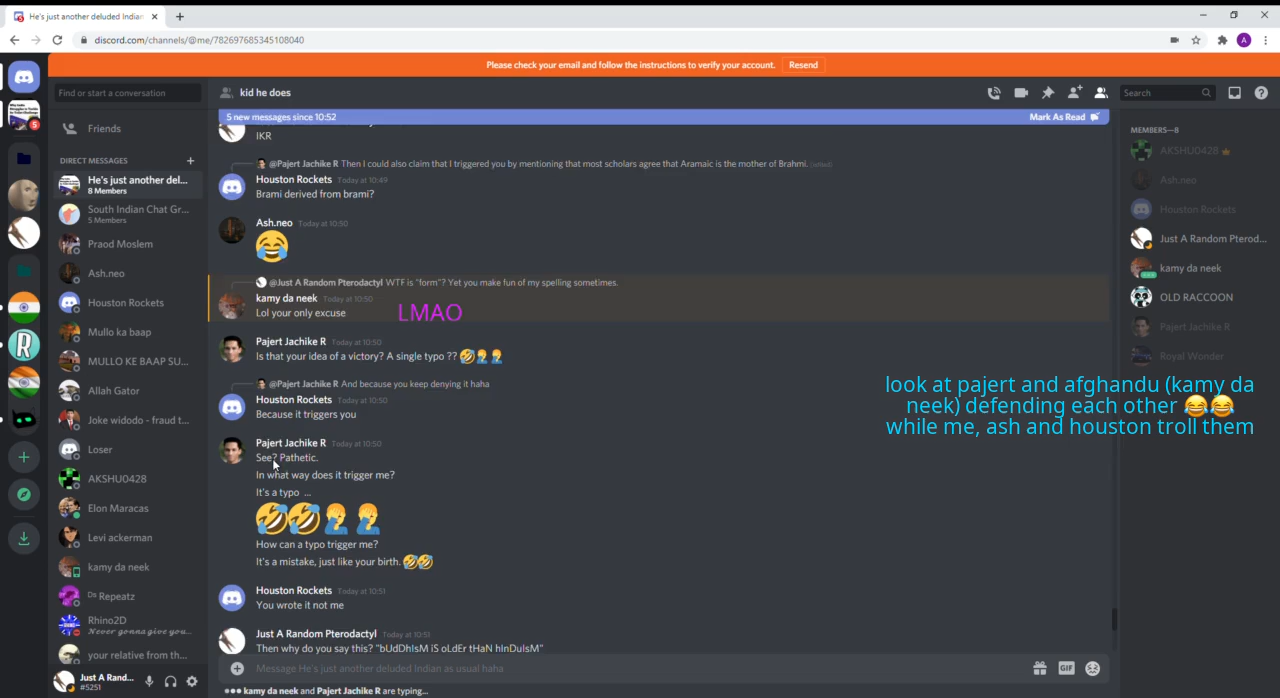 He's just another deluded Indian
discord.com/channels/@me/782697685345108040
A
Please check your email and follow the instructions to verify your account. Resend
Find or start a conversation
kid he does
Search
5 new messages since 10:52 Mark As Read
Friends
DIRECT MESSAGES
He's just another del...
8 Members
South Indian Chat Gr...
5 Members
Praod Moslem
Ash.neo
Houston Rockets
Mullo ka baap
MULLO KE BAAP SU...
Allah Gator
Joke widodo - fraud t...
Loser
AKSHU0428
Elon Maracas
Levi ackerman
kamy da neek
Ds Repeatz
Rhino2D
Never gonna give you...
your relative from th...
Just A Rand...
#5251
5
R
IKR
@Pajert Jachike R Then I could also claim that I triggered you by mentioning that most scholars agree that Aramaic is the mother of Brahmi. (edited)
Houston Rockets Today at 10:49
Brami derived from brami?
Ash.neo Today at 10:50
😂
@Just A Random Pterodactyl WTF is "form"? Yet you make fun of my spelling sometimes.
kamy da neek Today at 10:50
Lol your only excuse
LMAO
Pajert Jachike R Today at 10:50
Is that your idea of a victory? A single typo ?? 🤣🤦‍♂️🤦‍♂️
@Pajert Jachike R And because you keep denying it haha
Houston Rockets Today at 10:50
Because it triggers you
Pajert Jachike R Today at 10:50
See? Pathetic.
In what way does it trigger me?
It's a typo ...
🤣🤣🤦‍♂️🤦‍♂️
How can a typo trigger me?
It's a mistake, just like your birth. 🤣🤣
Houston Rockets Today at 10:51
You wrote it not me
Just A Random Pterodactyl Today at 10:51
Then why do you say this? "bUdDhIsM iS oLdEr tHaN hInDuIsM"
Message He's just another deluded Indian as usual haha
GIF
kamy da neek and Pajert Jachike R are typing...
MEMBERS—8
AKSHU0428
Ash.neo
Houston Rockets
Just A Random Pterod...
kamy da neek
OLD RACCOON
Pajert Jachike R
Royal Wonder
look at pajert and afghandu (kamy da
neek) defending each other 😂😂
while me, ash and houston troll them